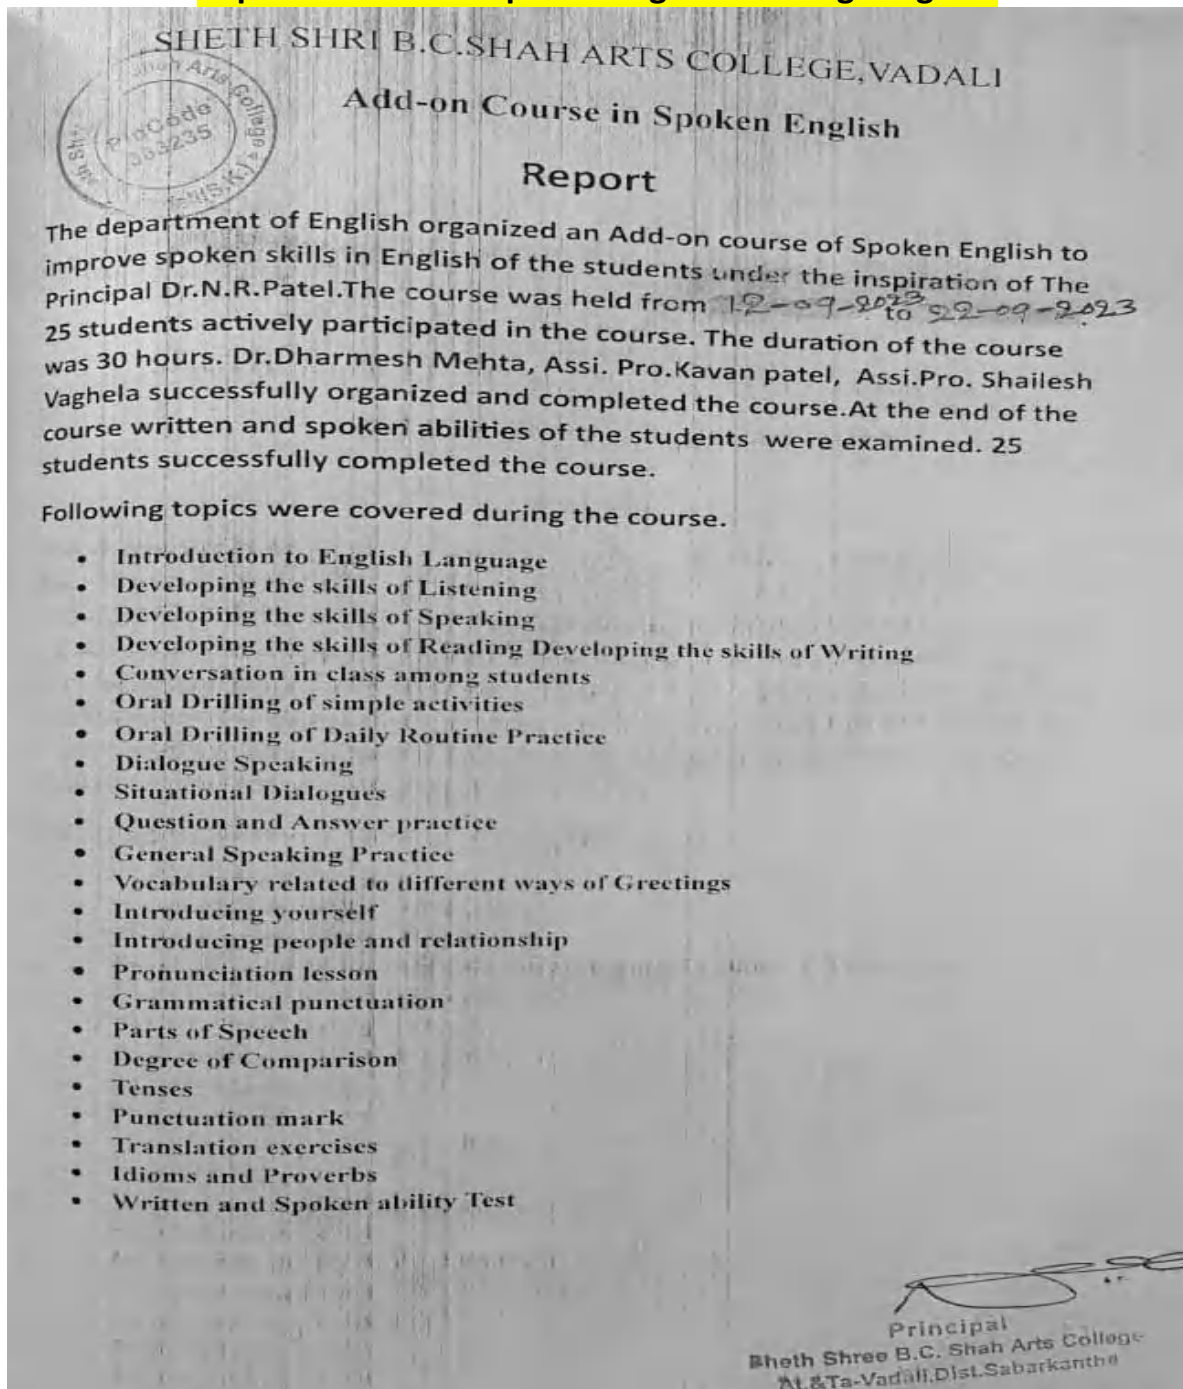 SHETH SHRI B.C.SHAH ARTS COLLEGE,VADALI
Shah Arts College
PinCode
383235
(S.K.)
Add-on Course in Spoken English
Report
The department of English organized an Add-on course of Spoken English to
improve spoken skills in English of the students under the inspiration of The
Principal Dr.N.R.Patel.The course was held from 12-09-2023 to 22-09-2023
25 students actively participated in the course. The duration of the course
was 30 hours. Dr.Dharmesh Mehta, Assi. Pro.Kavan patel, Assi.Pro. Shailesh
Vaghela successfully organized and completed the course.At the end of the
course written and spoken abilities of the students were examined. 25
students successfully completed the course.
Following topics were covered during the course.
• Introduction to English Language
• Developing the skills of Listening
• Developing the skills of Speaking
• Developing the skills of Reading Developing the skills of Writing
• Conversation in class among students
• Oral Drilling of simple activities
• Oral Drilling of Daily Routine Practice
• Dialogue Speaking
• Situational Dialogues
• Question and Answer practice
• General Speaking Practice
• Vocabulary related to different ways of Greetings
• Introducing yourself
• Introducing people and relationship
• Pronunciation lesson
• Grammatical punctuation
• Parts of Speech
• Degree of Comparison
• Tenses
• Punctuation mark
• Translation exercises
• Idioms and Proverbs
• Written and Spoken ability Test
Principal
Sheth Shree B.C. Shah Arts College
At.&Ta-Vadali.Dist.Sabarkantha